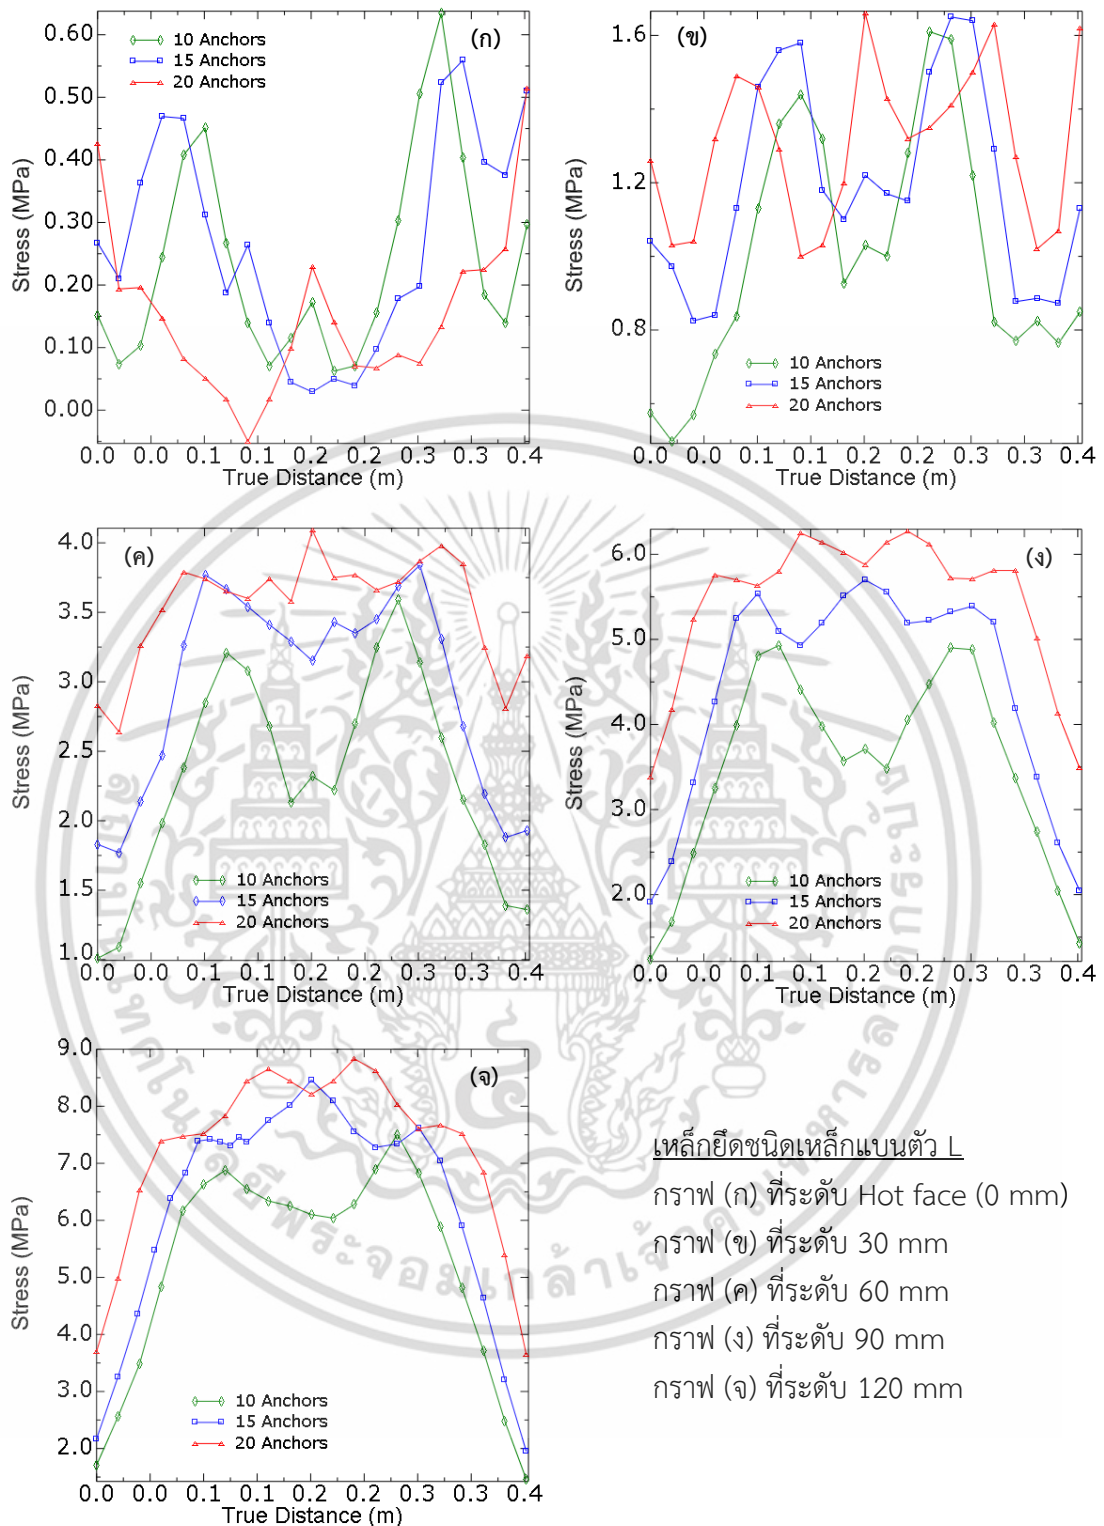 (ก)
10 Anchors
15 Anchors
20 Anchors
0.60
0.50
0.40
0.30
0.20
0.10
0.00
Stress (MPa)
0.0 0.0 0.1 0.1 0.2 0.2 0.3 0.3 0.4
True Distance (m)
(ข)
1.6
1.2
0.8
Stress (MPa)
10 Anchors
15 Anchors
20 Anchors
0.0 0.0 0.1 0.1 0.2 0.2 0.3 0.3 0.4
True Distance (m)
(ค)
4.0
3.5
3.0
2.5
2.0
1.5
1.0
Stress (MPa)
10 Anchors
15 Anchors
20 Anchors
0.0 0.0 0.1 0.1 0.2 0.2 0.3 0.3 0.4
True Distance (m)
(ง)
6.0
5.0
4.0
3.0
2.0
Stress (MPa)
10 Anchors
15 Anchors
20 Anchors
0.0 0.0 0.1 0.1 0.2 0.2 0.3 0.3 0.4
True Distance (m)
(จ)
9.0
8.0
7.0
6.0
5.0
4.0
3.0
2.0
Stress (MPa)
10 Anchors
15 Anchors
20 Anchors
0.0 0.0 0.1 0.1 0.2 0.2 0.3 0.3 0.4
True Distance (m)
เหล็กยึดชนิดเหล็กแบนตัว L
กราฟ (ก) ที่ระดับ Hot face (0 mm)
กราฟ (ข) ที่ระดับ 30 mm
กราฟ (ค) ที่ระดับ 60 mm
กราฟ (ง) ที่ระดับ 90 mm
กราฟ (จ) ที่ระดับ 120 mm